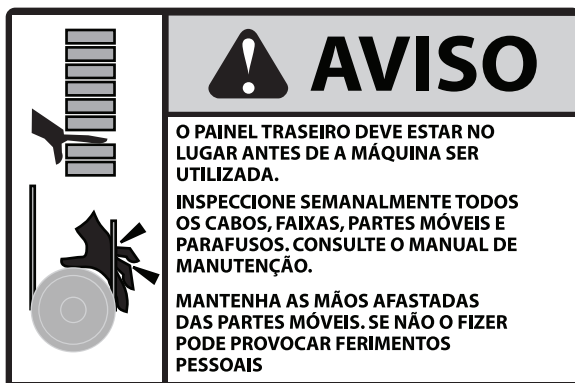 AVISO
O PAINEL TRASEIRO DEVE ESTAR NO
LUGAR ANTES DE A MÁQUINA SER
UTILIZADA.
INSPECCIONE SEMANALMENTE TODOS
OS CABOS, FAIXAS, PARTES MÓVEIS E
PARAFUSOS. CONSULTE O MANUAL DE
MANUTENÇÃO.
MANTENHA AS MÃOS AFASTADAS
DAS PARTES MÓVEIS. SE NÃO O FIZER
PODE PROVOCAR FERIMENTOS
PESSOAIS